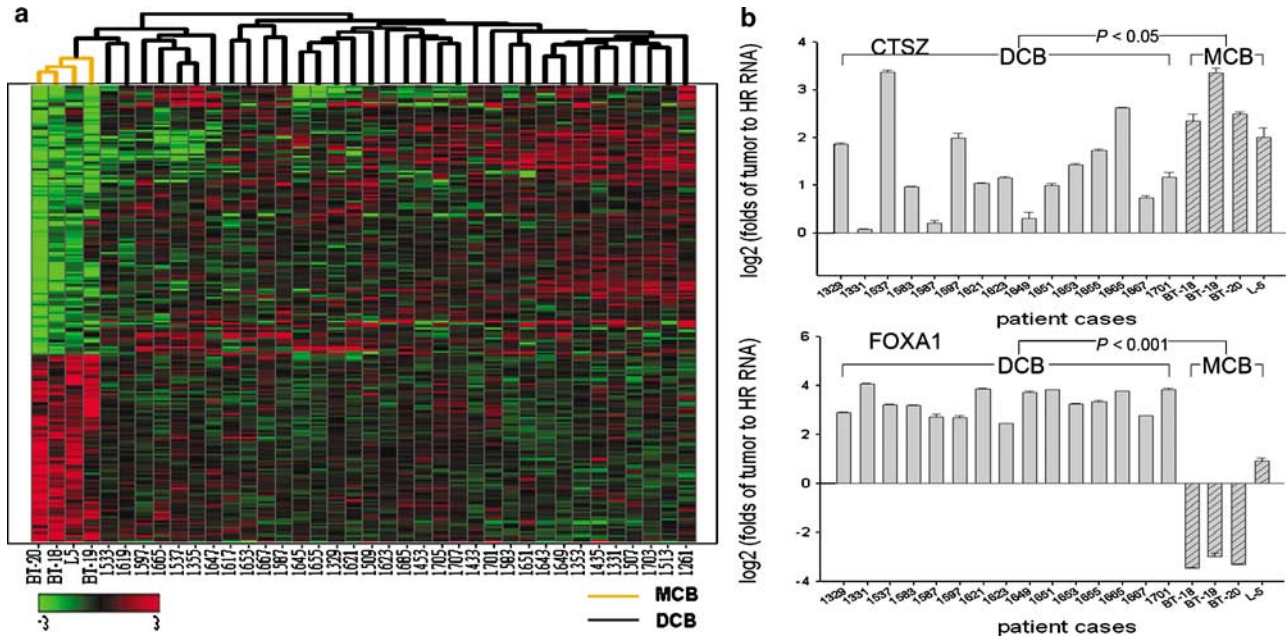 a
BT-20 BT-18 L5 BT-19 1533 1619 1597 1665 1537 1355 1647 1617 1653 1667 1587 1645 1655 1329 1621 1509 1623 1685 1453 1705 1707 1433 1701 1583 1651 1643 1649 1353 1435 1331 1507 1703 1513 1261
-3 3
MCB
DCB
b
CTSZ
P < 0.05
DCB MCB
log2 (folds of tumor to HR RNA)
4
3
2
1
0
1329 1331 1537 1583 1587 1597 1621 1623 1649 1651 1653 1655 1665 1667 1701 BT-18 BT-19 BT-20 L-5
patient cases
FOXA1
P < 0.001
DCB MCB
log2 (folds of tumor to HR RNA)
6
4
2
0
-2
-4
1329 1331 1537 1583 1587 1597 1621 1623 1649 1651 1653 1655 1665 1667 1701 BT-18 BT-19 BT-20 L-5
patient cases